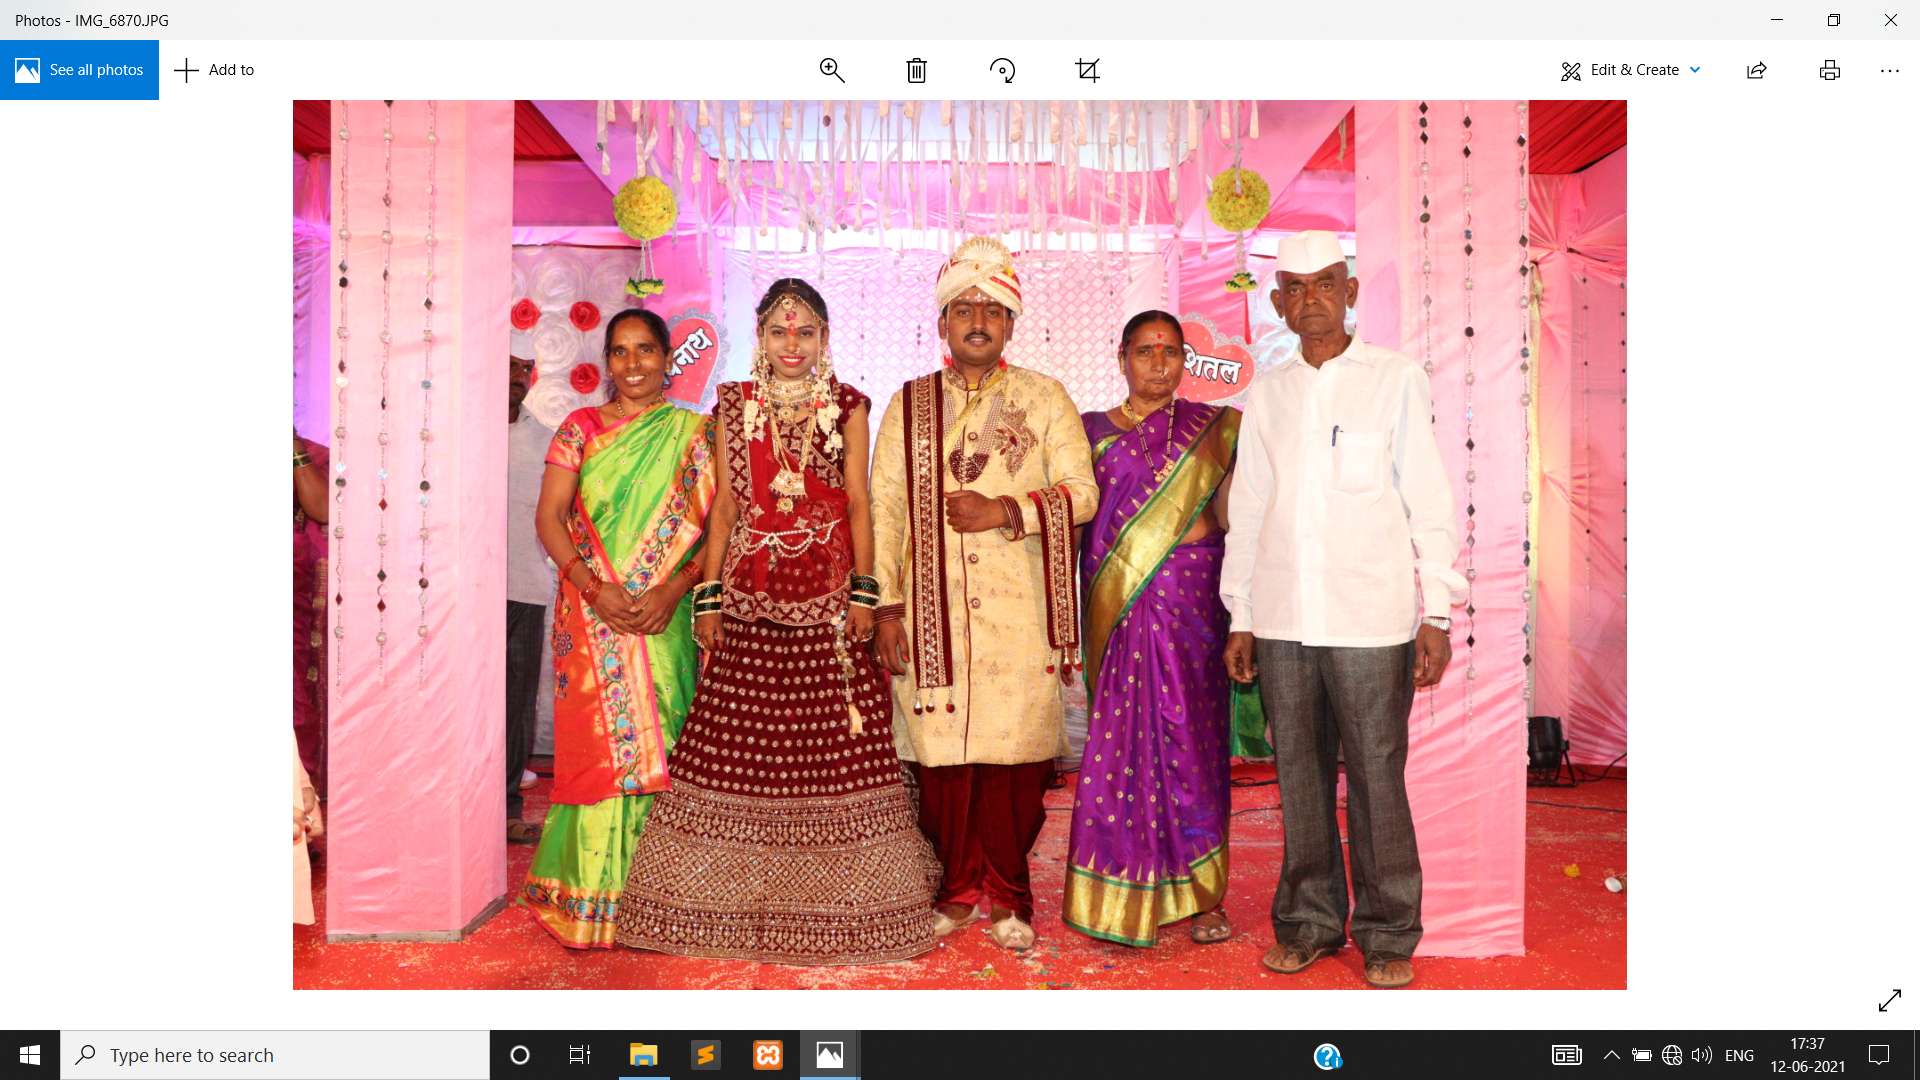 Photos - IMG_6870.JPG
See all photos
Add to
Edit & Create
शितल
Type here to search
ENG
17:37
12-06-2021